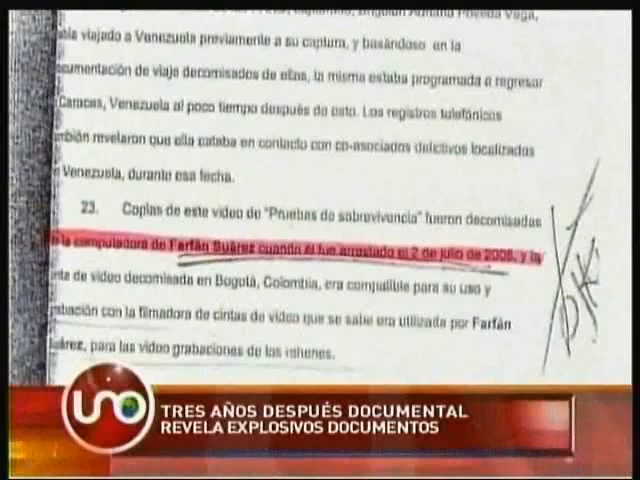 había viajado a Venezuela previamente a su captura, y basándose en la
documentación de viaje decomisados de ellas, la misma estaba programada a regresar
Caracas, Venezuela al poco tiempo después de esto. Los registros telefónicos
también revelaron que ella estaba en contacto con co-asociados delictivos localizados
n Venezuela, durante esa fecha.
23. Copias de este video de "Pruebas de sobrevivencia" fueron decomisadas
la computadora de Farfán Suárez cuando él fue arrestado el 2 de julio de 2008, y la
nta de video decomisada en Bogotá, Colombia, era compatible para su uso y
rabación con la filmadora de cintas de video que se sabe era utilizada por Farfán
uárez, para las video grabaciones de los rehenes.
UNO
TRES AÑOS DESPUÉS DOCUMENTAL
REVELA EXPLOSIVOS DOCUMENTOS